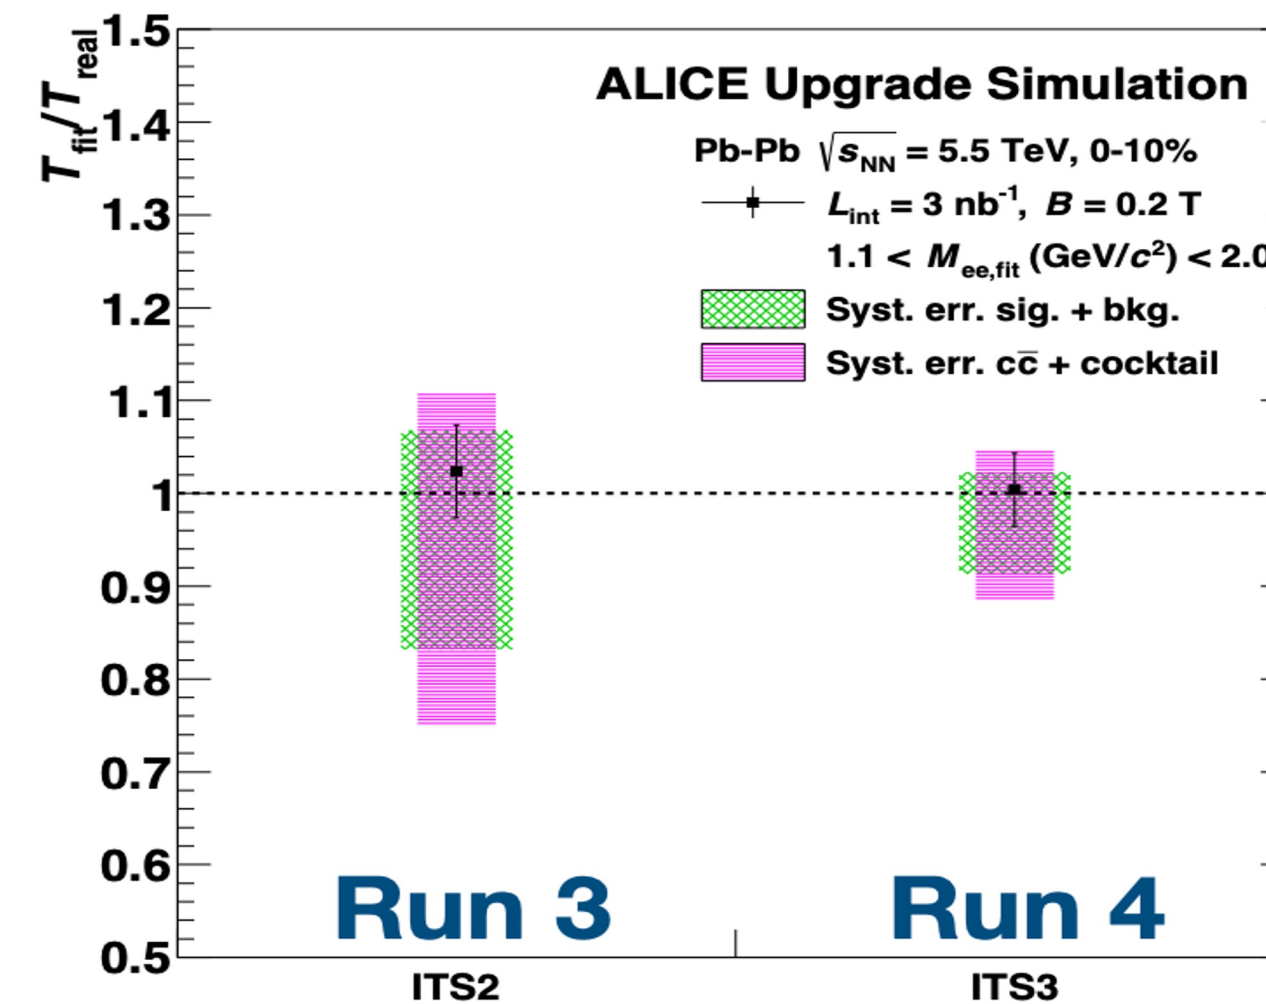 T_fit/T_real
1.5
1.4
1.3
1.2
1.1
1
0.9
0.8
0.7
0.6
0.5
ALICE Upgrade Simulation
Pb-Pb √s_NN = 5.5 TeV, 0-10%
L_int = 3 nb⁻¹, B = 0.2 T
1.1 < M_ee,fit (GeV/c²) < 2.0
Syst. err. sig. + bkg.
Syst. err. cc̄ + cocktail
Run 3
Run 4
ITS2
ITS3